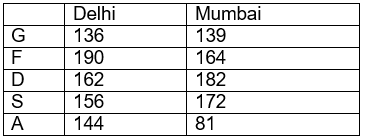 Delhi Mumbai
G 136 139
F 190 164
D 162 182
S 156 172
A 144 81